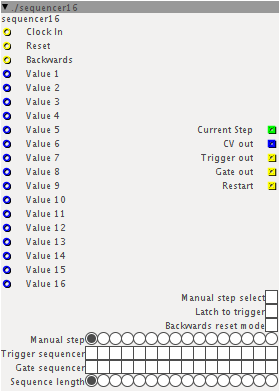 ./sequencer16
sequencer16
Clock In
Reset
Backwards
Value 1
Value 2
Value 3
Value 4
Value 5
Current Step
Value 6
CV out
Value 7
Trigger out
Value 8
Gate out
Value 9
Restart
Value 10
Value 11
Value 12
Value 13
Value 14
Value 15
Value 16
Manual step select
Latch to trigger
Backwards reset mode
Manual step
Trigger sequencer
Gate sequencer
Sequence length